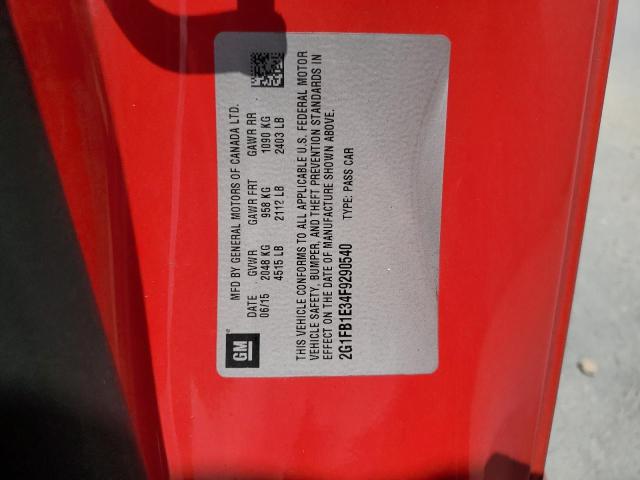 GM
MFD BY GENERAL MOTORS OF CANADA LTD.
DATE GVWR GAWR FRT GAWR RR
06/15 2048 KG 958 KG 1090 KG
4515 LB 2112 LB 2403 LB
THIS VEHICLE CONFORMS TO ALL APPLICABLE U.S. FEDERAL MOTOR
VEHICLE SAFETY, BUMPER, AND THEFT PREVENTION STANDARDS IN
EFFECT ON THE DATE OF MANUFACTURE SHOWN ABOVE.
2G1FB1E34F9290540 TYPE: PASS CAR